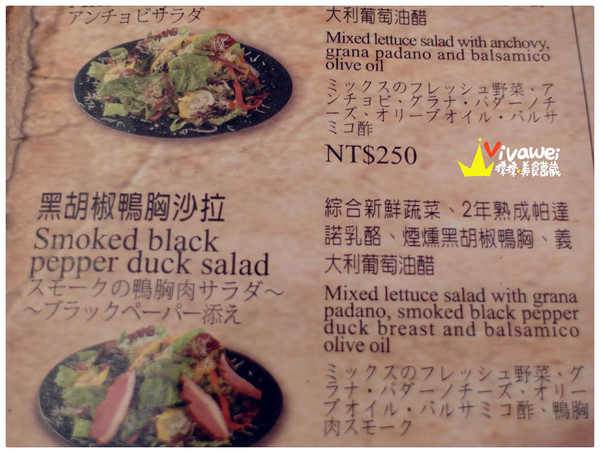 アンチョビサラダ
大利葡萄油醋
Mixed lettuce salad with anchovy,
grana padano and balsamico
olive oil
ミックスのフレッシュ野菜、ア
ンチョビ、グラナ・パダーノチ
ーズ、オリーブオイル・バルサ
ミコ酢
NT$250
Vivawei
美食當歲
黑胡椒鴨胸沙拉
Smoked black
pepper duck salad
スモークの鴨胸肉サラダ～
～ブラックペーパー添え
綜合新鮮蔬菜、2年熟成帕達
諾乳酪、煙燻黑胡椒鴨胸、義
大利葡萄油醋
Mixed lettuce salad with grana
padano, smoked black pepper
duck breast and balsamico
olive oil
ミックスのフレッシュ野菜、グ
ラナ・パダーノチーズ、オリー
ブオイル・バルサミコ酢、鴨胸
肉スモーク